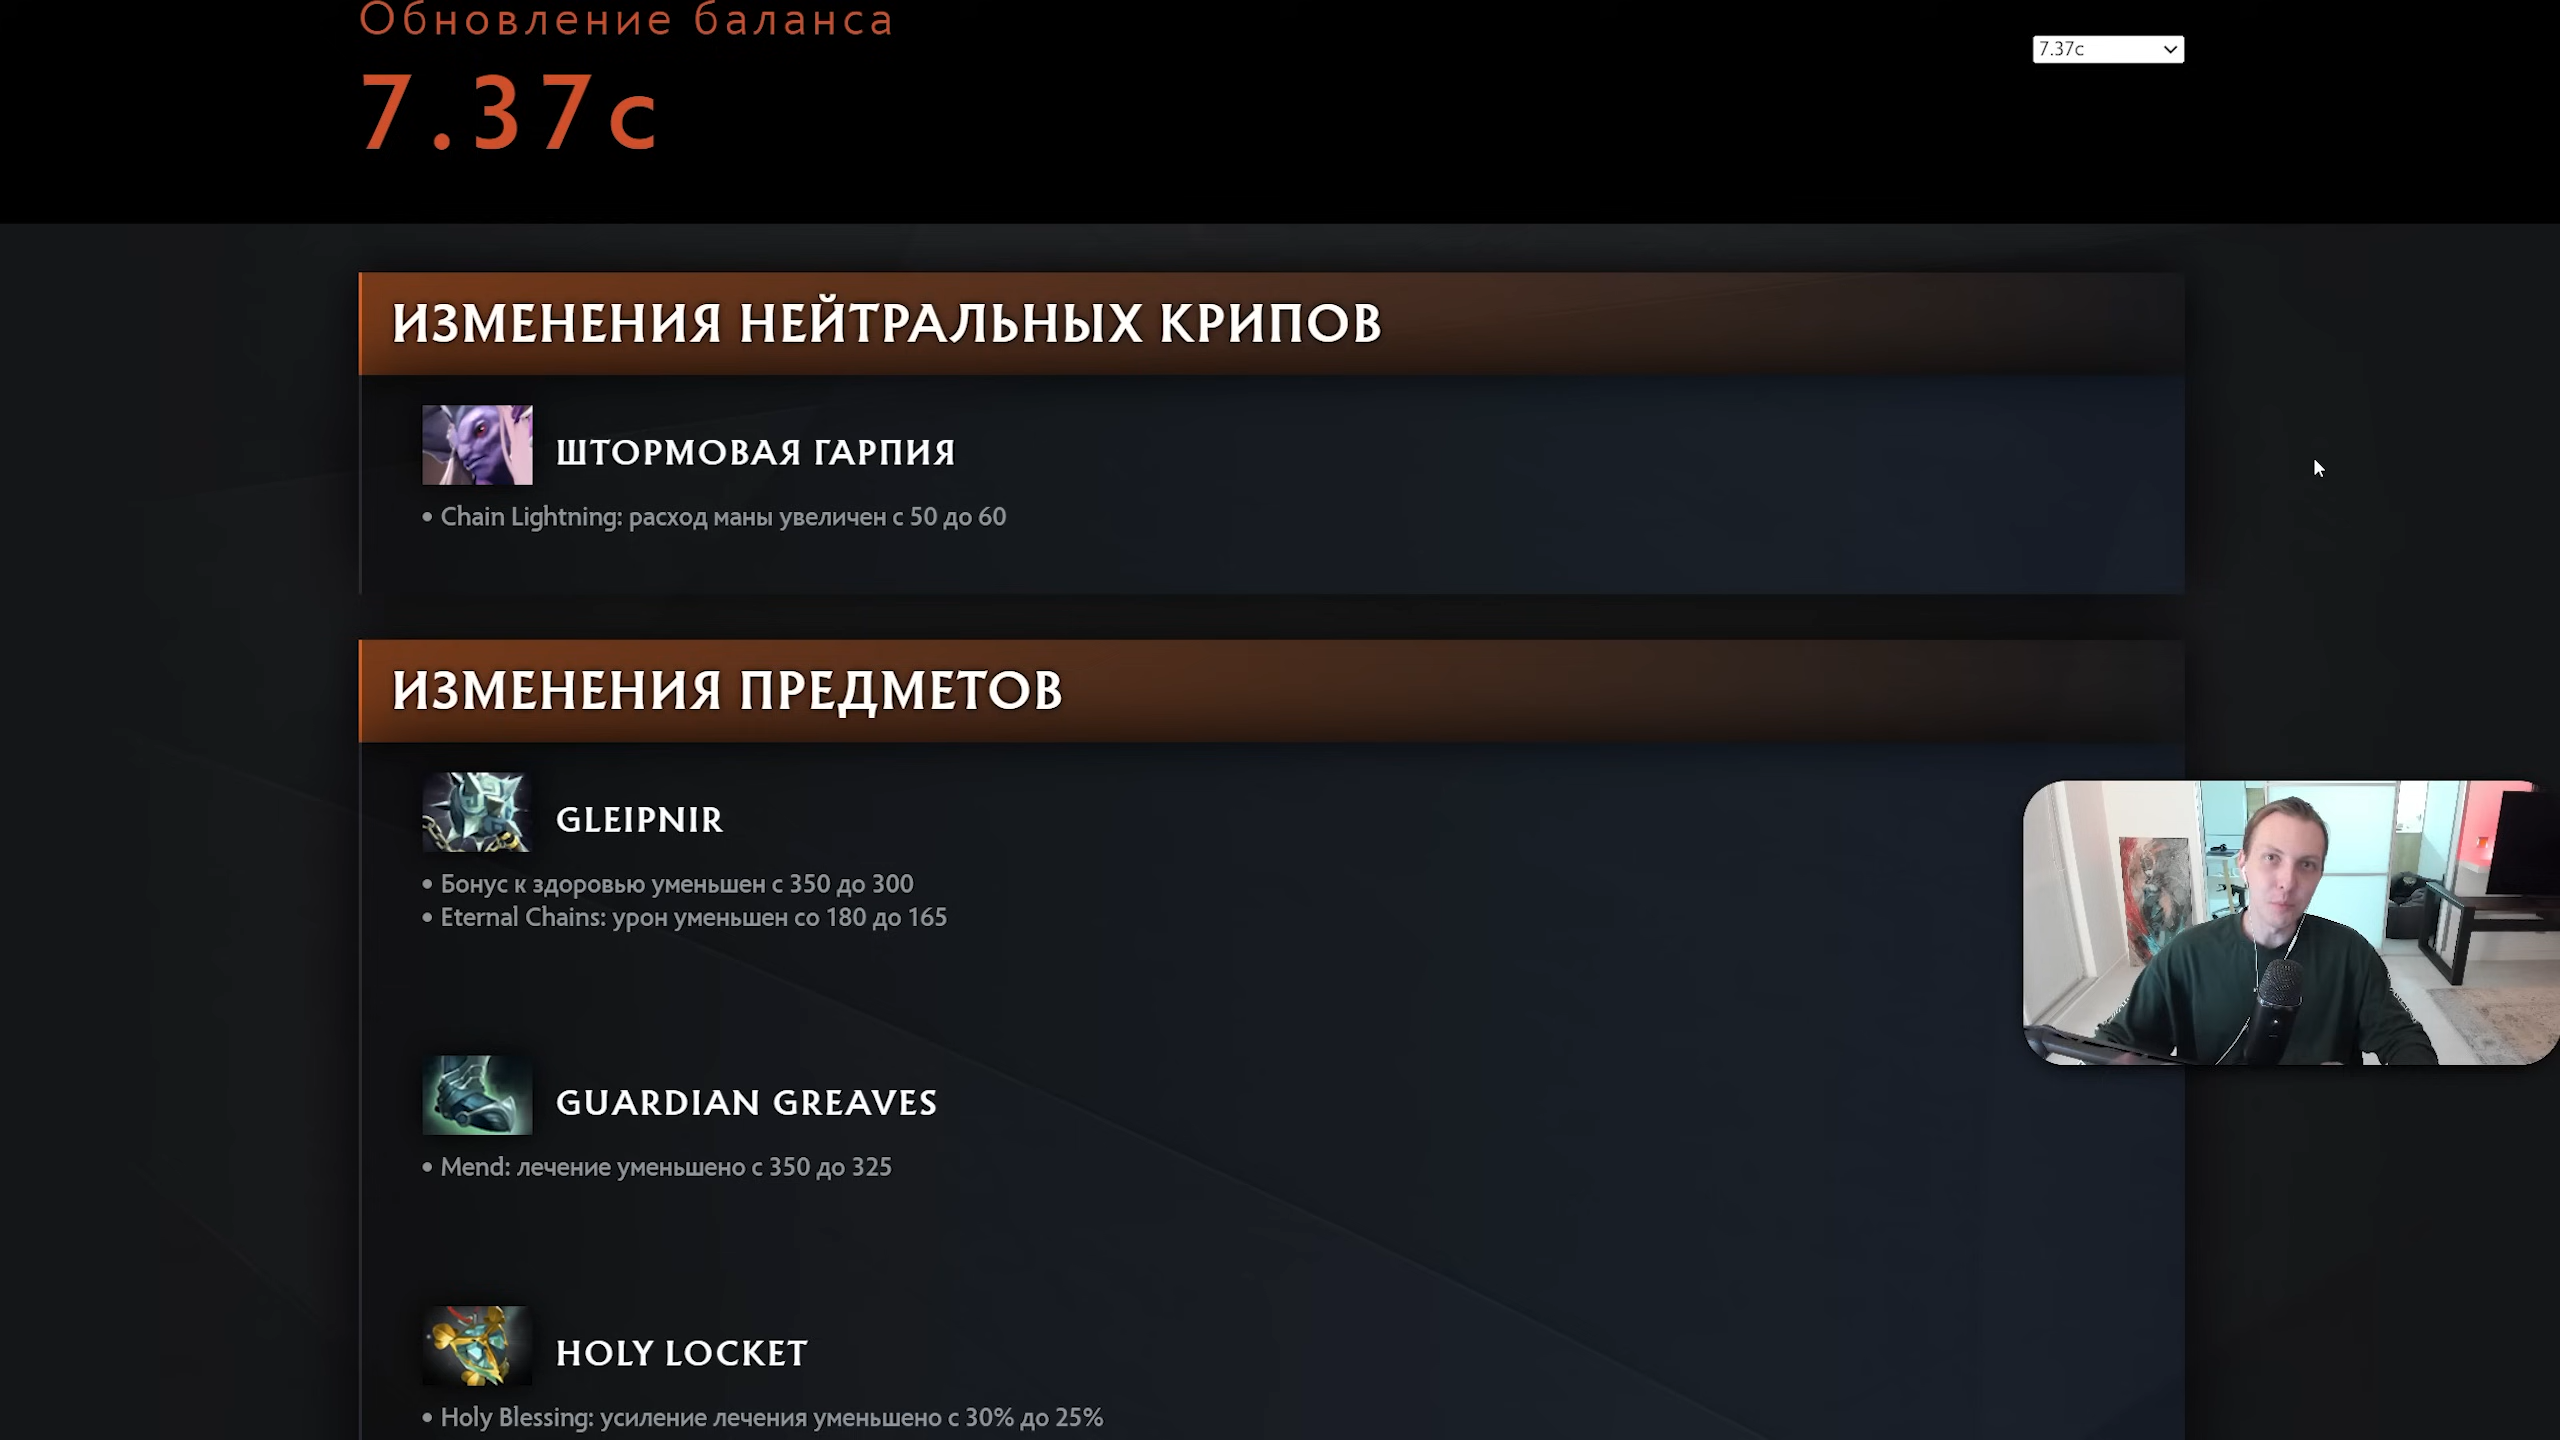 Обновление баланса
7.37c
7.37c
ИЗМЕНЕНИЯ НЕЙТРАЛЬНЫХ КРИПОВ
ШТОРМОВАЯ ГАРПИЯ
• Chain Lightning: расход маны увеличен с 50 до 60
ИЗМЕНЕНИЯ ПРЕДМЕТОВ
GLEIPNIR
• Бонус к здоровью уменьшен с 350 до 300
• Eternal Chains: урон уменьшен со 180 до 165
GUARDIAN GREAVES
• Mend: лечение уменьшено с 350 до 325
HOLY LOCKET
• Holy Blessing: усиление лечения уменьшено с 30% до 25%